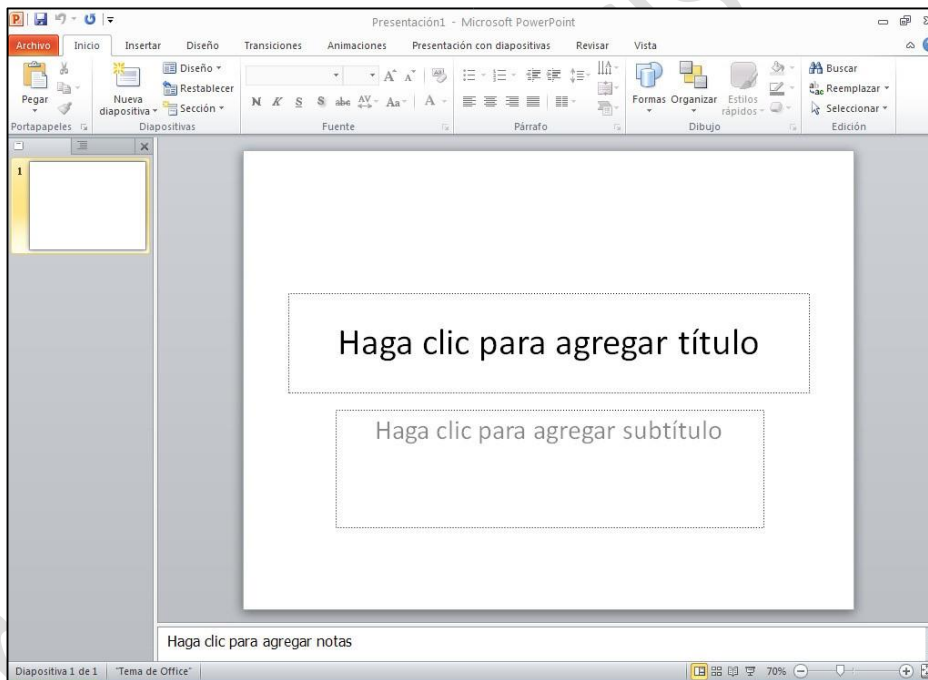 Presentación1 - Microsoft PowerPoint
Archivo Inicio Insertar Diseño Transiciones Animaciones Presentación con diapositivas Revisar Vista
Pegar
Nueva diapositiva
Diseño
Restablecer
Sección
N K S S abc AV Aa A
Formas Organizar Estilos rápidos
Buscar
Reemplazar
Seleccionar
Portapapeles Diapositivas Fuente Párrafo Dibujo Edición
1
Haga clic para agregar título
Haga clic para agregar subtítulo
Haga clic para agregar notas
Diapositiva 1 de 1 "Tema de Office" 70%